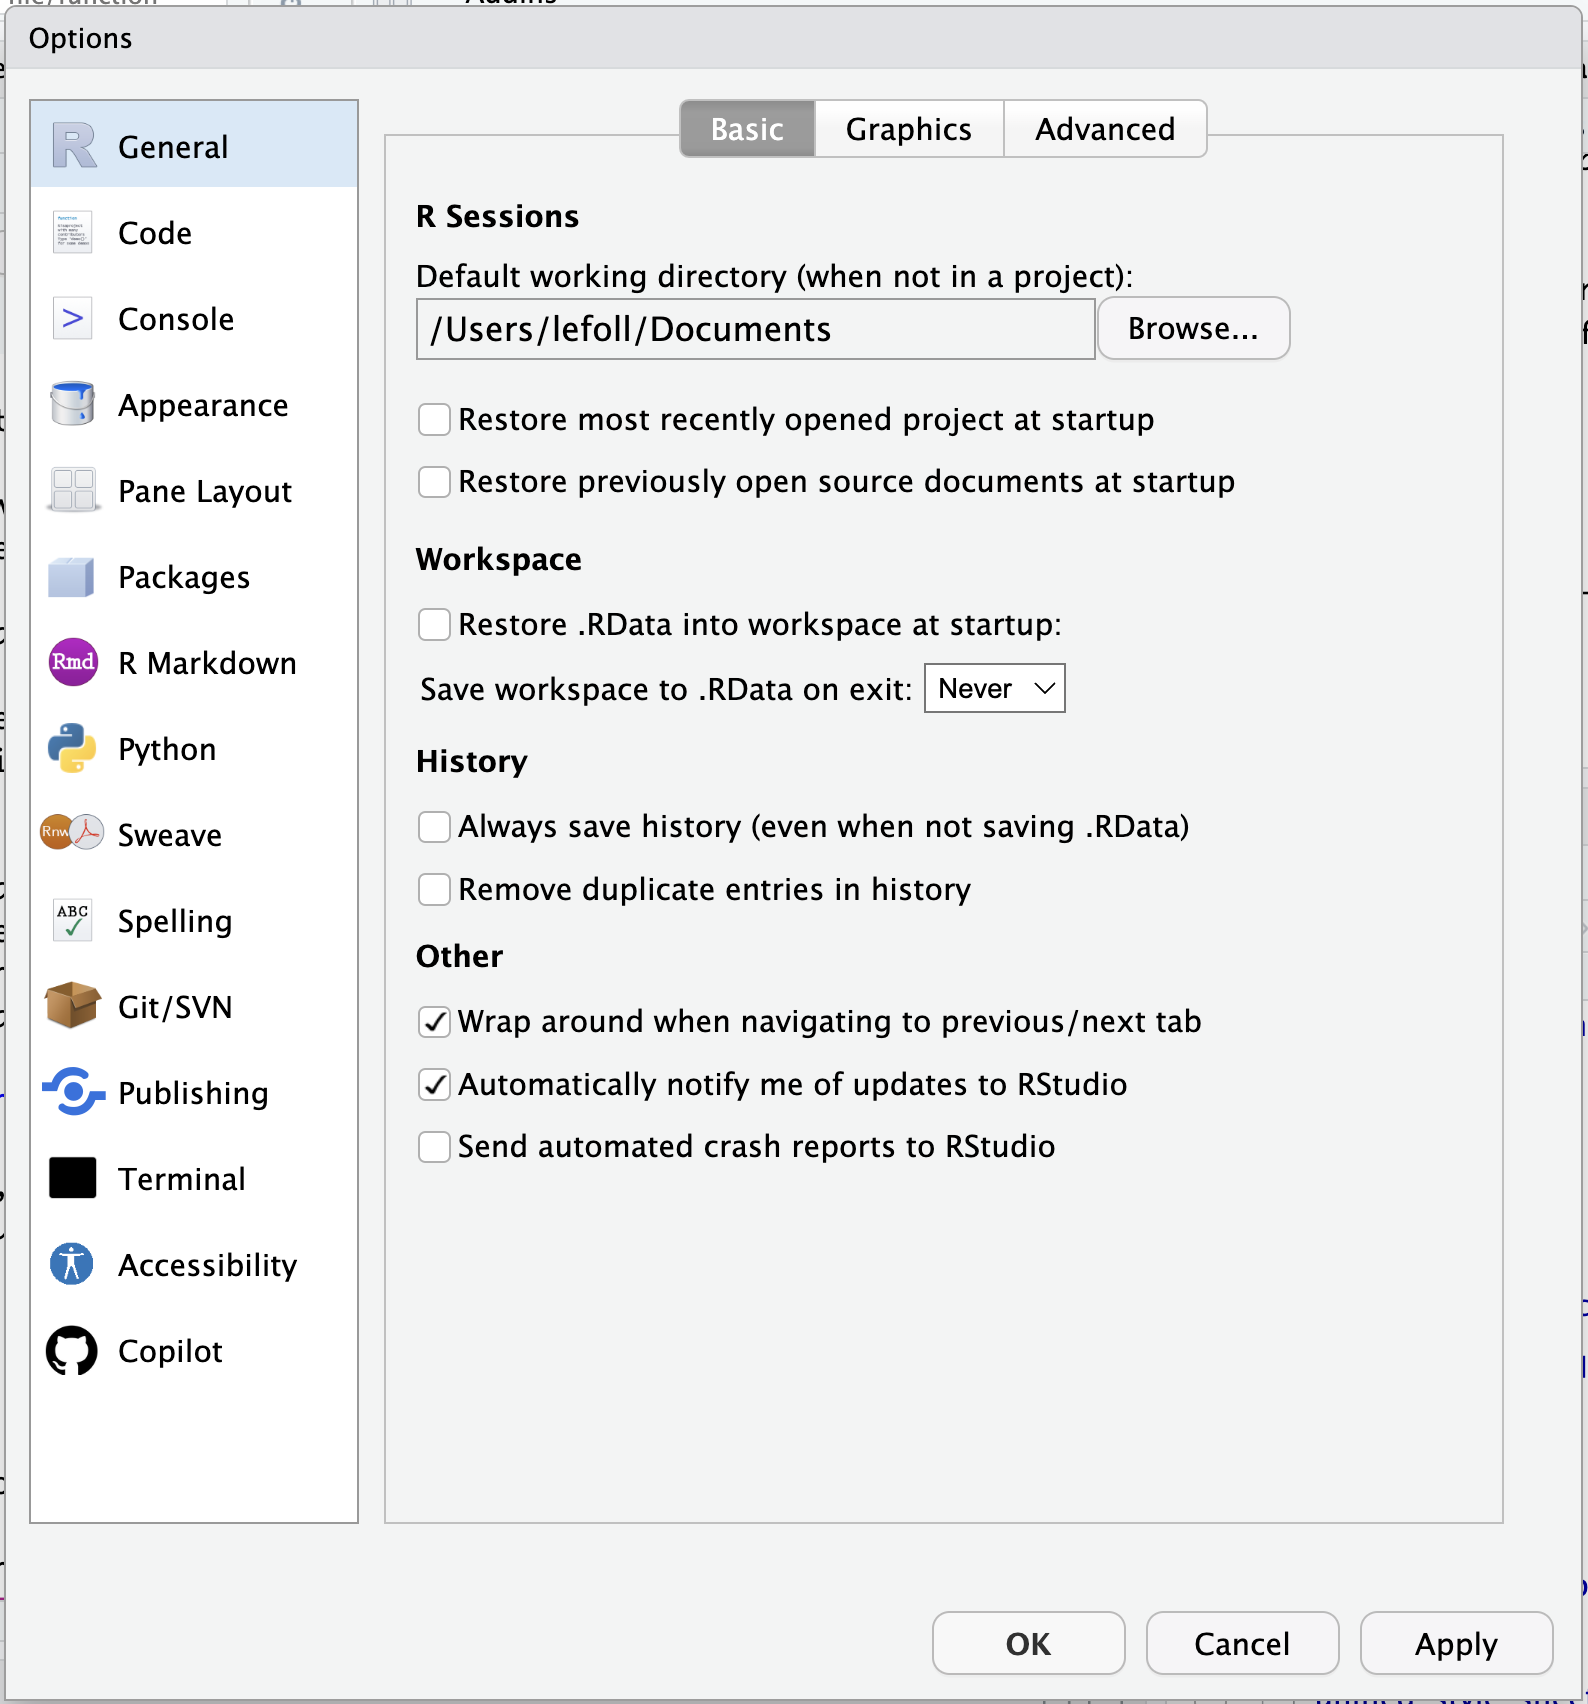 file/function
Addins
Options
General
Code
Console
Appearance
Pane Layout
Packages
Rmd R Markdown
Python
Rnw Sweave
ABC Spelling
Git/SVN
Publishing
Terminal
Accessibility
Copilot
Basic Graphics Advanced
R Sessions
Default working directory (when not in a project):
/Users/lefoll/Documents Browse...
Restore most recently opened project at startup
Restore previously open source documents at startup
Workspace
Restore .RData into workspace at startup:
Save workspace to .RData on exit: Never
History
Always save history (even when not saving .RData)
Remove duplicate entries in history
Other
Wrap around when navigating to previous/next tab
Automatically notify me of updates to RStudio
Send automated crash reports to RStudio
OK Cancel Apply